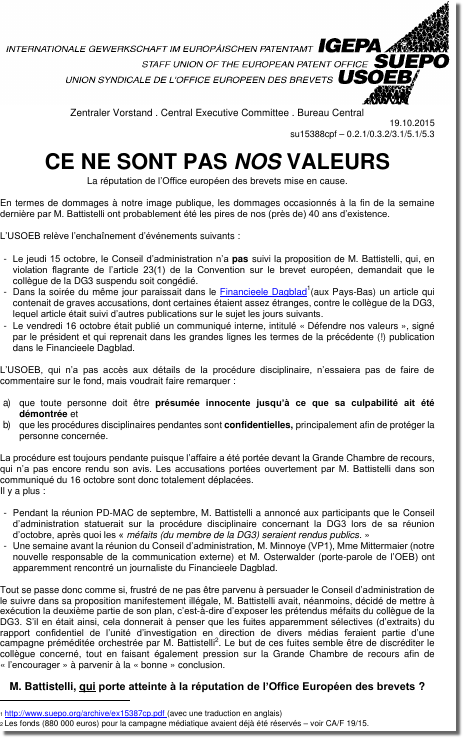 INTERNATIONALE GEWERKSCHAFT IM EUROPÄISCHEN PATENTAMT IGEPA
STAFF UNION OF THE EUROPEAN PATENT OFFICE SUEPO
UNION SYNDICALE DE L'OFFICE EUROPEEN DES BREVETS USOEB
Zentraler Vorstand . Central Executive Committee . Bureau Central
19.10.2015
su15388cpf – 0.2.1/0.3.2/3.1/5.1/5.3
CE NE SONT PAS NOS VALEURS
La réputation de l'Office européen des brevets mise en cause.
En termes de dommages à notre image publique, les dommages occasionnés à la fin de la semaine
dernière par M. Battistelli ont probablement été les pires de nos (près de) 40 ans d'existence.
L'USOEB relève l'enchaînement d'événements suivants :
- Le jeudi 15 octobre, le Conseil d'administration n'a pas suivi la proposition de M. Battistelli, qui, en
violation flagrante de l'article 23(1) de la Convention sur le brevet européen, demandait que le
collègue de la DG3 suspendu soit congédié.
- Dans la soirée du même jour paraissait dans le Financieele Dagblad1(aux Pays-Bas) un article qui
contenait de graves accusations, dont certaines étaient assez étranges, contre le collègue de la DG3,
lequel article était suivi d'autres publications sur le sujet les jours suivants.
- Le vendredi 16 octobre était publié un communiqué interne, intitulé « Défendre nos valeurs », signé
par le président et qui reprenait dans les grandes lignes les termes de la précédente (!) publication
dans le Financieele Dagblad.
L'USOEB, qui n'a pas accès aux détails de la procédure disciplinaire, n'essaiera pas de faire de
commentaire sur le fond, mais voudrait faire remarquer :
a) que toute personne doit être présumée innocente jusqu'à ce que sa culpabilité ait été
démontrée et
b) que les procédures disciplinaires pendantes sont confidentielles, principalement afin de protéger la
personne concernée.
La procédure est toujours pendante puisque l'affaire a été portée devant la Grande Chambre de recours,
qui n'a pas encore rendu son avis. Les accusations portées ouvertement par M. Battistelli dans son
communiqué du 16 octobre sont donc totalement déplacées.
Il y a plus :
- Pendant la réunion PD-MAC de septembre, M. Battistelli a annoncé aux participants que le Conseil
d'administration statuerait sur la procédure disciplinaire concernant la DG3 lors de sa réunion
d'octobre, après quoi les « méfaits (du membre de la DG3) seraient rendus publics. »
- Une semaine avant la réunion du Conseil d'administration, M. Minnoye (VP1), Mme Mittermaier (notre
nouvelle responsable de la communication externe) et M. Osterwalder (porte-parole de l'OEB) ont
apparemment rencontré un journaliste du Financieele Dagblad.
Tout se passe donc comme si, frustré de ne pas être parvenu à persuader le Conseil d'administration de
le suivre dans sa proposition manifestement illégale, M. Battistelli avait, néanmoins, décidé de mettre à
exécution la deuxième partie de son plan, c'est-à-dire d'exposer les prétendus méfaits du collègue de la
DG3. S'il en était ainsi, cela donnerait à penser que les fuites apparemment sélectives (d'extraits) du
rapport confidentiel de l'unité d'investigation en direction de divers médias feraient partie d'une
campagne préméditée orchestrée par M. Battistelli2. Le but de ces fuites semble être de discréditer le
collègue concerné, tout en faisant également pression sur la Grande Chambre de recours afin de
« l'encourager » à parvenir à la « bonne » conclusion.
M. Battistelli, qui porte atteinte à la réputation de l'Office Européen des brevets ?
1 http://www.suepo.org/archive/ex15387cp.pdf (avec une traduction en anglais)
2 Les fonds (880 000 euros) pour la campagne médiatique avaient déjà été réservés – voir CA/F 19/15.